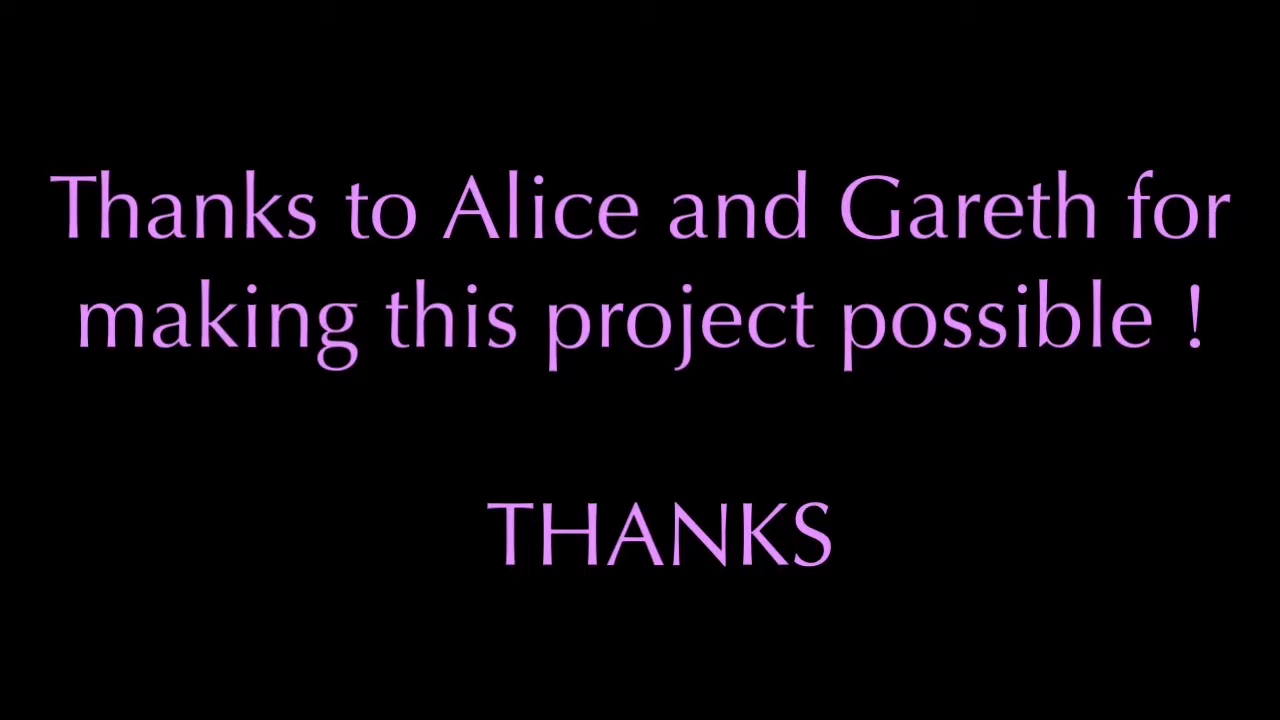 Thanks to Alice and Gareth for
making this project possible !
THANKS